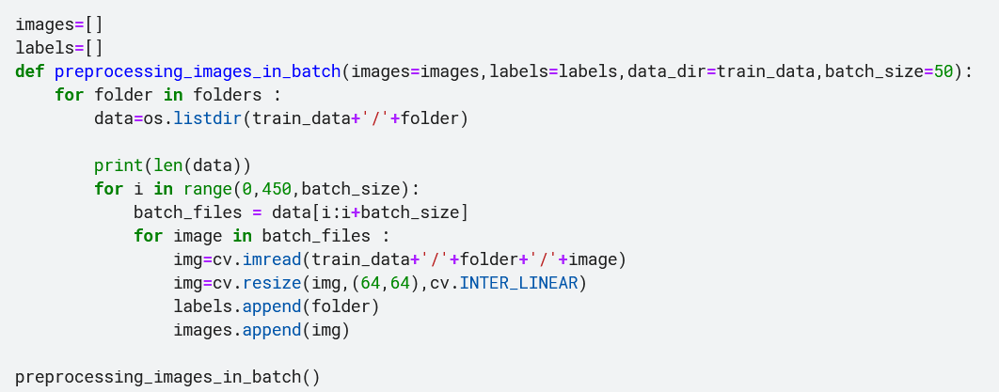 images=[]
labels=[]
def preprocessing_images_in_batch(images=images,labels=labels,data_dir=train_data,batch_size=50):
    for folder in folders :
        data=os.listdir(train_data+'/'+folder)

        print(len(data))
        for i in range(0,450,batch_size):
            batch_files = data[i:i+batch_size]
            for image in batch_files :
                img=cv.imread(train_data+'/'+folder+'/'+image)
                img=cv.resize(img,(64,64),cv.INTER_LINEAR)
                labels.append(folder)
                images.append(img)

preprocessing_images_in_batch()